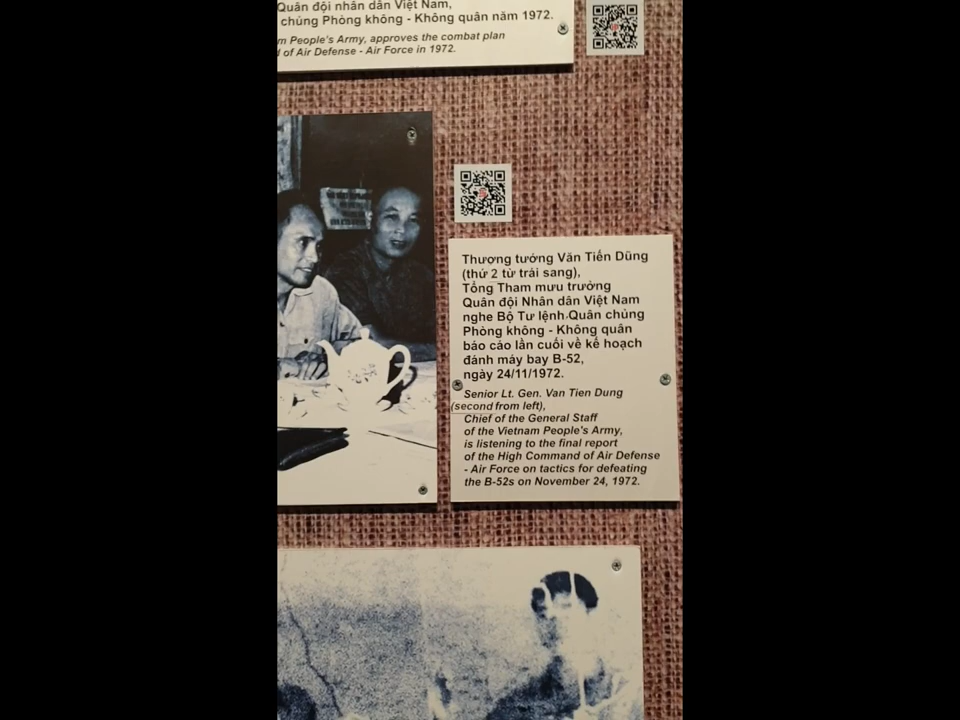 Quân đội nhân dân Việt Nam,
chủng Phòng không - Không quân năm 1972.
People's Army, approves the combat plan
of Air Defense - Air Force in 1972.
Thượng tướng Văn Tiến Dũng
(thứ 2 từ trái sang),
Tổng Tham mưu trưởng
Quân đội Nhân dân Việt Nam
nghe Bộ Tư lệnh Quân chủng
Phòng không - Không quân
báo cáo lần cuối về kế hoạch
đánh máy bay B-52,
ngày 24/11/1972.
Senior Lt. Gen. Van Tien Dung
(second from left),
Chief of the General Staff
of the Vietnam People's Army,
is listening to the final report
of the High Command of Air Defense
- Air Force on tactics for defeating
the B-52s on November 24, 1972.